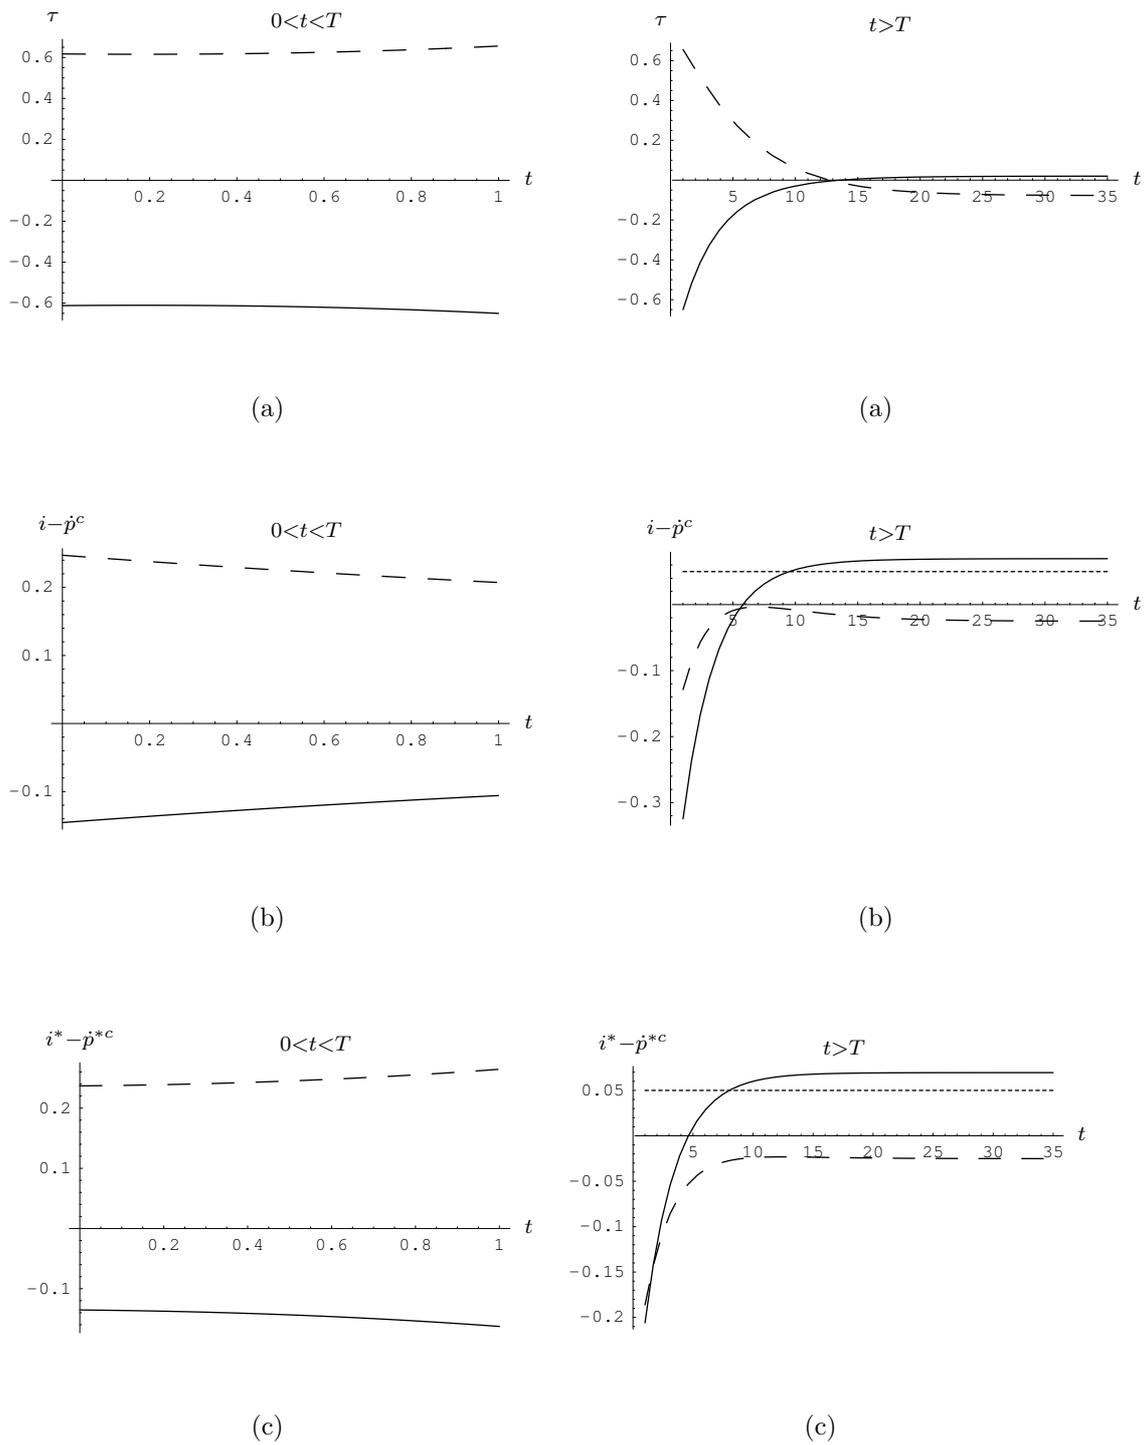 τ 0<t<T
0.6
0.4
0.2
t
0.2 0.4 0.6 0.8 1
−0.2
−0.4
−0.6
(a)
τ t>T
0.6
0.4
0.2
t
5 10 15 20 25 30 35
−0.2
−0.4
−0.6
(a)
i−ṗᶜ 0<t<T
0.2
0.1
t
0.2 0.4 0.6 0.8 1
−0.1
(b)
i−ṗᶜ t>T
t
5 10 15 20 25 30 35
−0.1
−0.2
−0.3
(b)
i*−ṗ*ᶜ 0<t<T
0.2
0.1
t
0.2 0.4 0.6 0.8 1
−0.1
(c)
i*−ṗ*ᶜ t>T
0.05
t
5 10 15 20 25 30 35
−0.05
−0.1
−0.15
−0.2
(c)